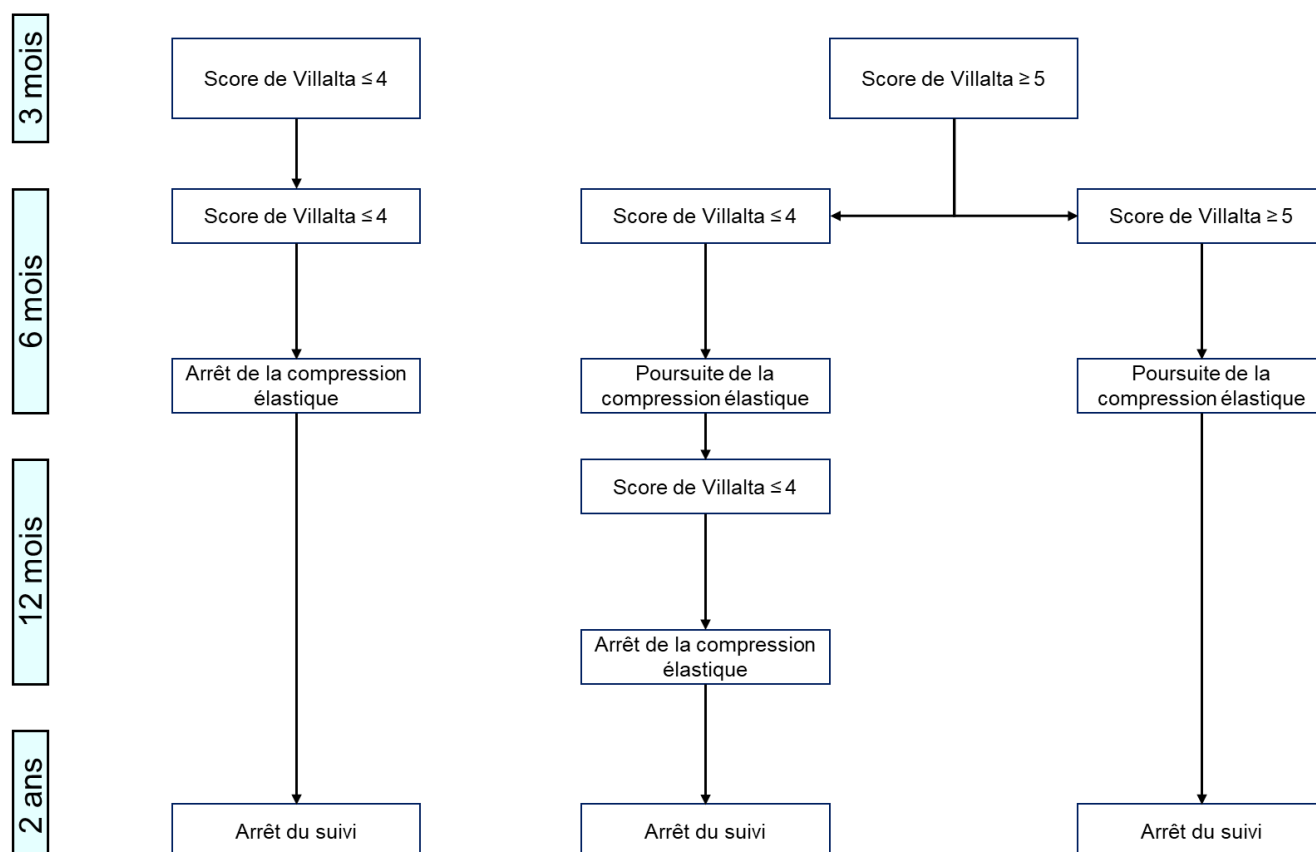 3 mois
Score de Villalta ≤ 4
Score de Villalta ≥ 5
6 mois
Score de Villalta ≤ 4
Score de Villalta ≤ 4
Score de Villalta ≥ 5
Arrêt de la compression
élastique
Poursuite de la
compression élastique
Poursuite de la
compression élastique
12 mois
Score de Villalta ≤ 4
Arrêt de la compression
élastique
2 ans
Arrêt du suivi
Arrêt du suivi
Arrêt du suivi